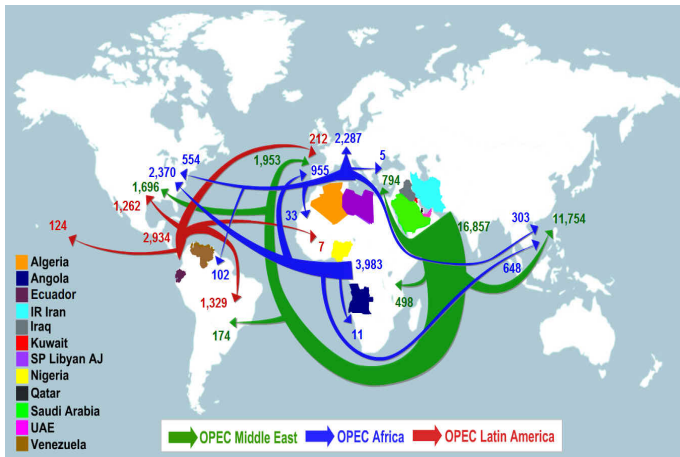 212
2,287
554
1,953
955
5
2,370
794
1,696
1,262
33
303
124
2,934
16,857
11,754
7
3,983
102
648
498
1,329
11
174
Algeria
Angola
Ecuador
IR Iran
Iraq
Kuwait
SP Libyan AJ
Nigeria
Qatar
Saudi Arabia
UAE
Venezuela
OPEC Middle East
OPEC Africa
OPEC Latin America